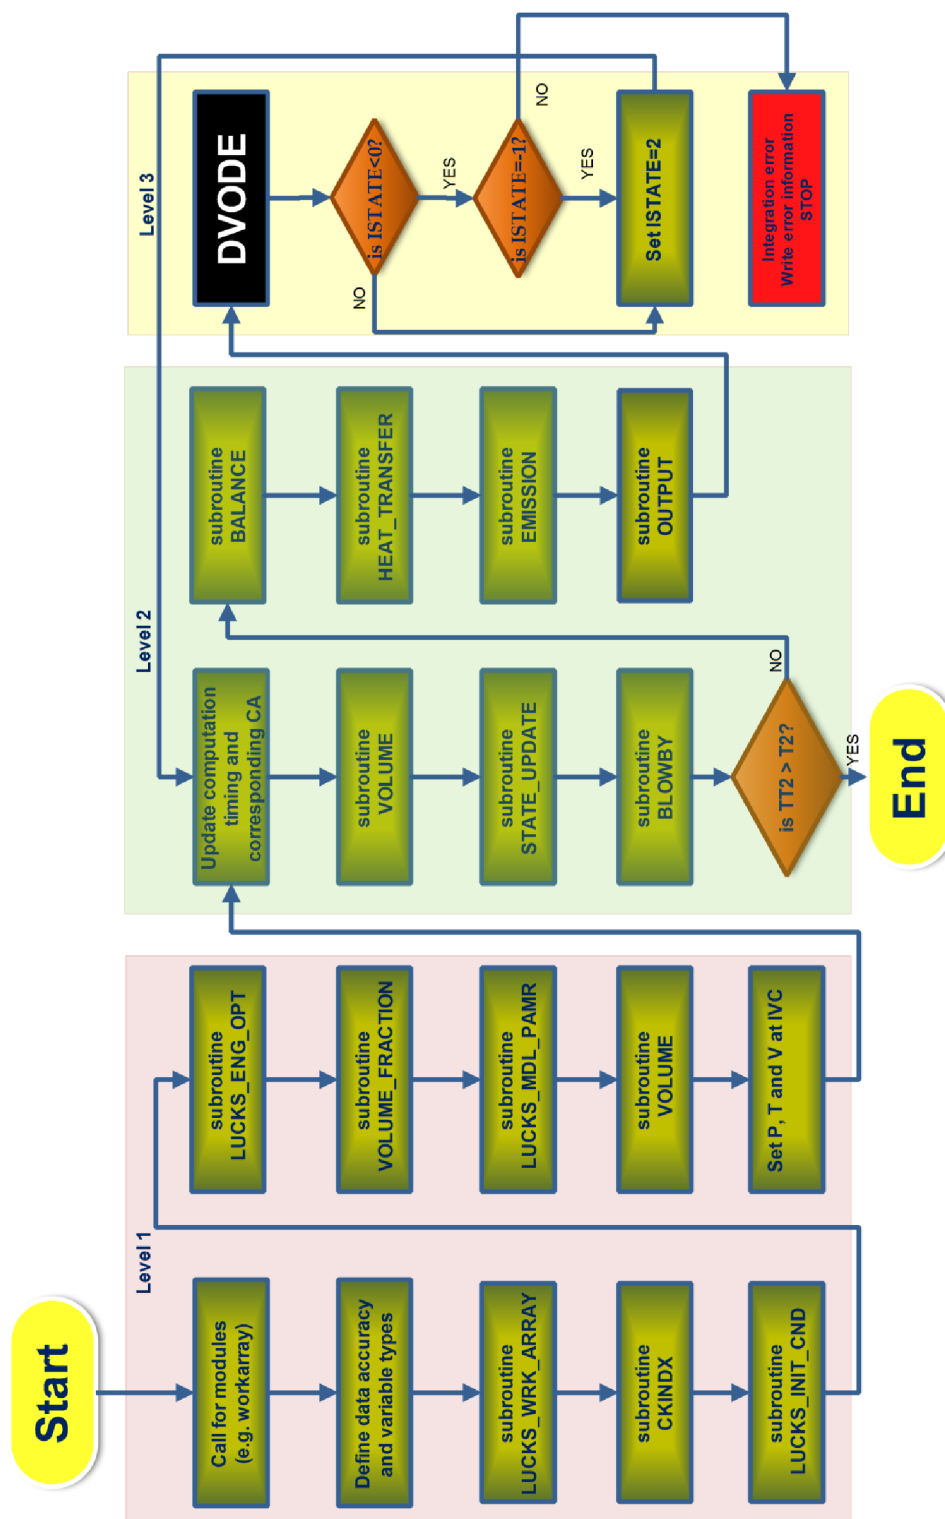 Start
Level 1
Call for modules
(e.g. workarray)
Define data accuracy
and variable types
subroutine
LUCKS_WRK_ARRAY
subroutine
CKINDX
subroutine
LUCKS_INIT_CND
subroutine
LUCKS_ENG_OPT
subroutine
VOLUME_FRACTION
subroutine
LUCKS_MDL_PAMR
subroutine
VOLUME
Set P, T and V at IVC
Level 2
Update computation
timing and
corresponding CA
subroutine
VOLUME
subroutine
STATE_UPDATE
subroutine
BLOWBY
is TT2 > T2?
NO
YES
End
subroutine
BALANCE
subroutine
HEAT_TRANSFER
subroutine
EMISSION
subroutine
OUTPUT
Level 3
DVODE
is ISTATE<0?
NO
YES
is ISTATE=-1?
NO
YES
Set ISTATE=2
Integration error
Write error information
STOP